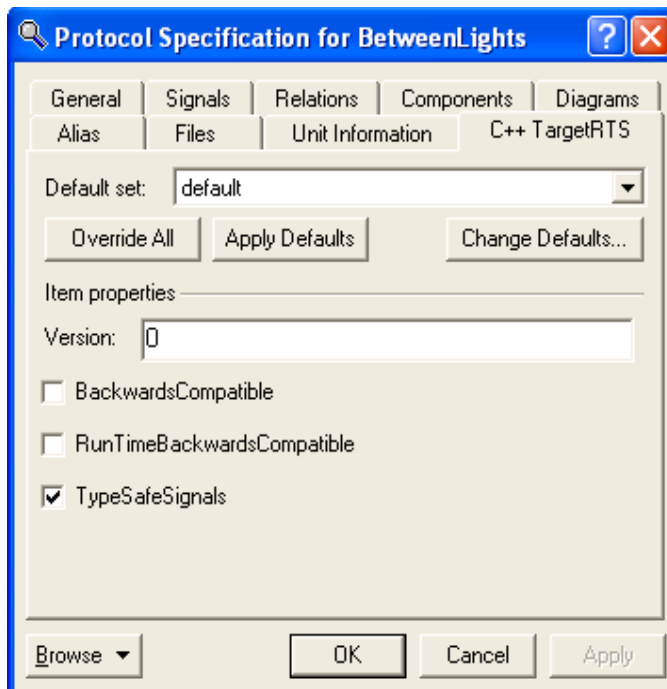 Protocol Specification for BetweenLights
General Signals Relations Components Diagrams
Alias Files Unit Information C++ TargetRTS
Default set: default
Override All Apply Defaults Change Defaults...
Item properties
Version: 0
BackwardsCompatible
RunTimeBackwardsCompatible
TypeSafeSignals
Browse OK Cancel Apply